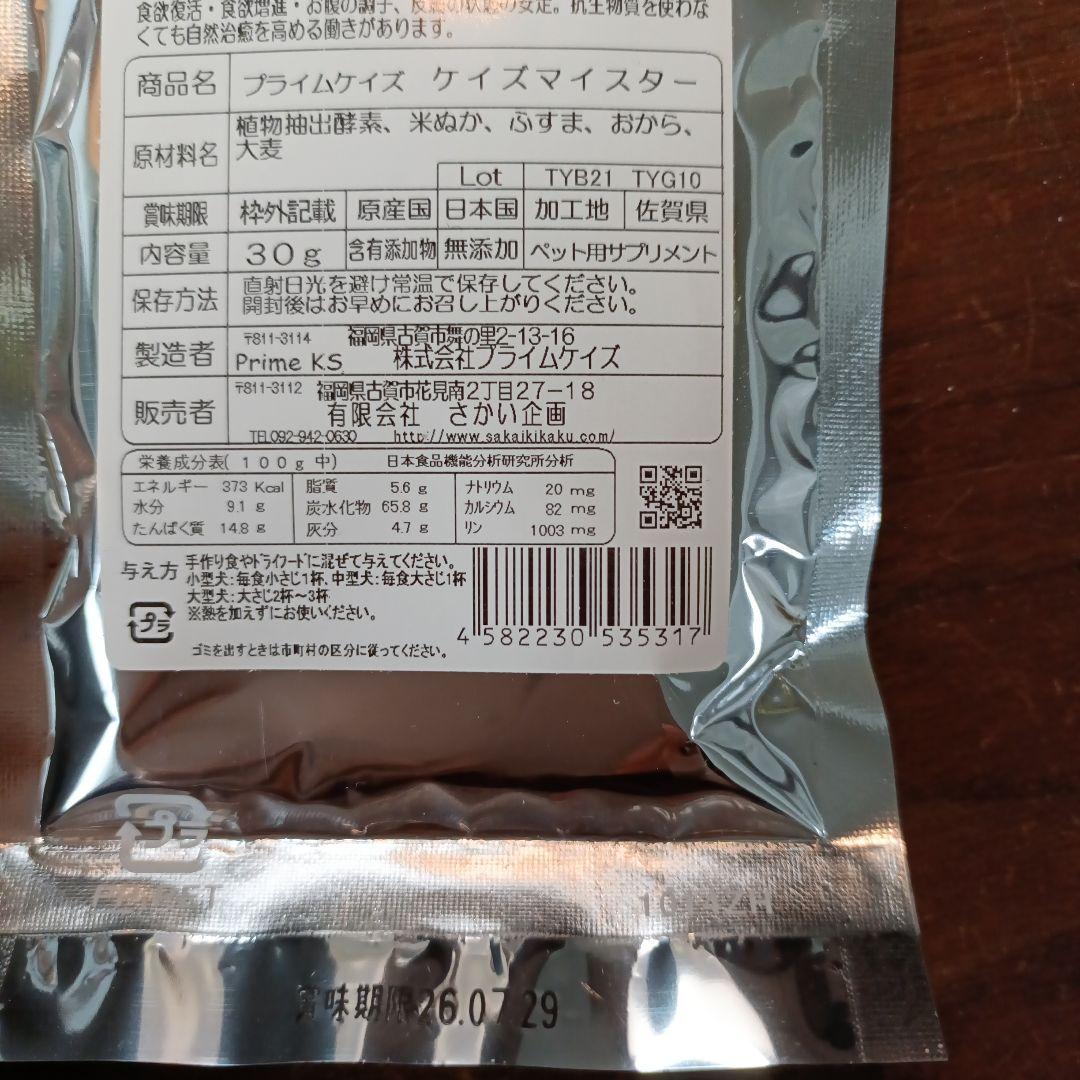 食欲復活・食欲増進・お腹の調子、反芻の状態の安定。抗生物質を使わな
くても自然治癒を高める働きがあります。
商品名 プライムケイズ ケイズマイスター
原材料名 植物抽出酵素、米ぬか、ふすま、おから、
大麦
Lot TYB21 TYG10
賞味期限 枠外記載 原産国 日本国 加工地 佐賀県
内容量 30g 含有添加物 無添加 ペット用サプリメント
保存方法 直射日光を避け常温で保存してください。
開封後はお早めにお召し上がりください。
製造者 〒811-3114 福岡県古賀市舞の里2-13-16
Prime KS 株式会社プライムケイズ
販売者 〒811-3112 福岡県古賀市花見南2丁目27-18
有限会社 さかい企画
TEL092-942-0630 http://www.sakaikikaku.com/
栄養成分表(100g中) 日本食品機能分析研究所分析
エネルギー 373 Kcal 脂質 5.6 g ナトリウム 20 mg
水分 9.1 g 炭水化物 65.8 g カルシウム 82 mg
たんぱく質 14.8 g 灰分 4.7 g リン 1003 mg
与え方 手作り食やドライフードに混ぜて与えてください。
小型犬:毎食小さじ1杯、中型犬:毎食大さじ1杯
大型犬:大さじ2杯~3杯
※熱を加えずにお使いください。
プラ
4 582230 535317
ゴミを出すときは市町村の区分に従ってください。
プラ
賞味期限26.07.29